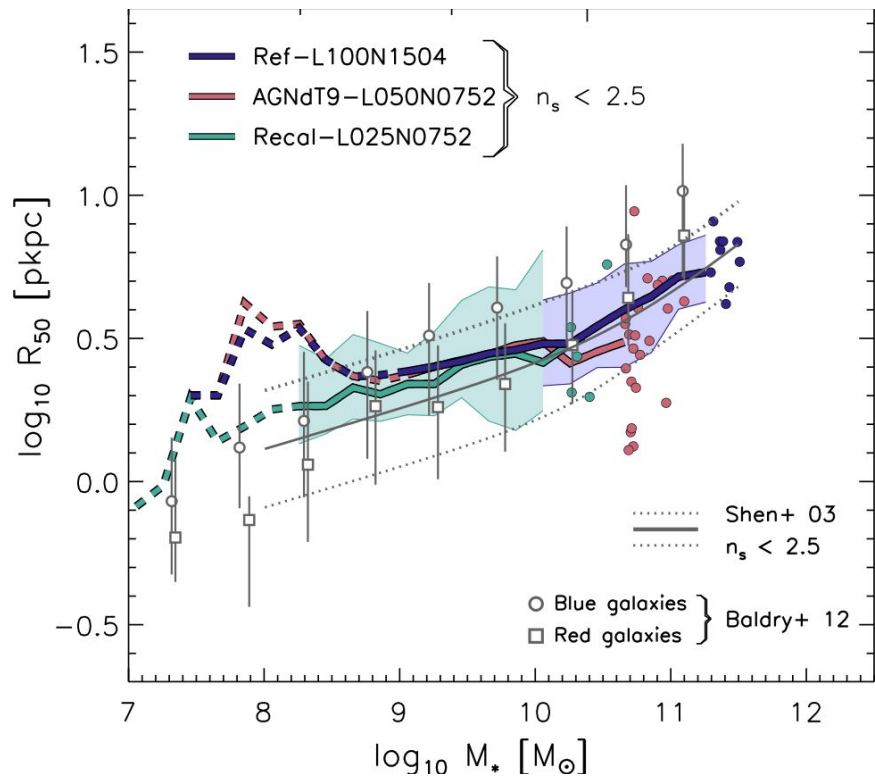 1.5
1.0
0.5
0.0
−0.5
log₁₀ R₅₀ [pkpc]
Ref−L100N1504
AGNdT9−L050N0752
Recal−L025N0752
nₛ < 2.5
Shen+ 03
nₛ < 2.5
Blue galaxies
Red galaxies
Baldry+ 12
7 8 9 10 11 12
log₁₀ M* [M⊙]